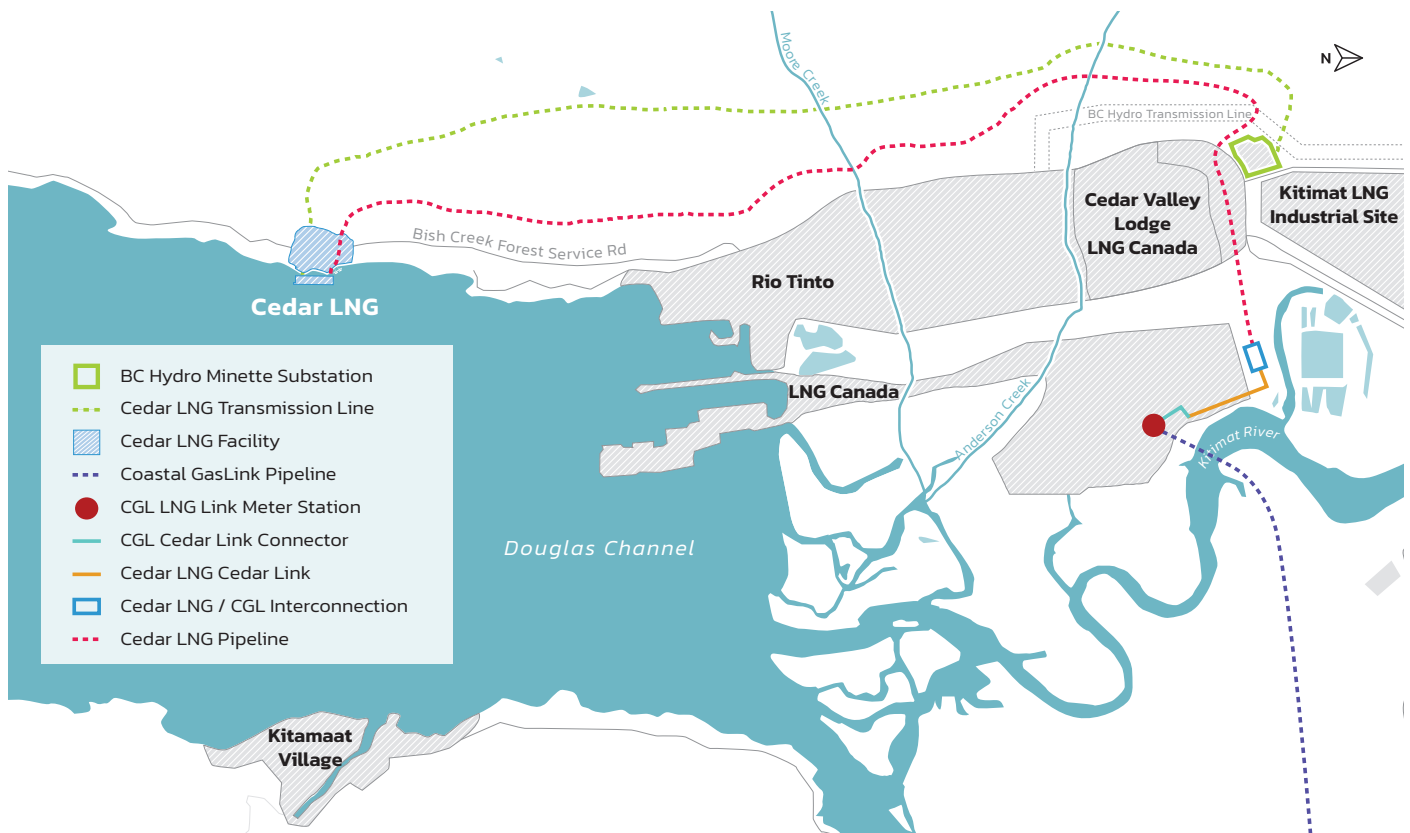 Moore Creek
N
BC Hydro Transmission Line
Cedar Valley
Lodge
LNG Canada
Kitimat LNG
Industrial Site
Bish Creek Forest Service Rd
Rio Tinto
Cedar LNG
LNG Canada
Anderson Creek
Kitimat River
Douglas Channel
BC Hydro Minette Substation
Cedar LNG Transmission Line
Cedar LNG Facility
Coastal GasLink Pipeline
CGL LNG Link Meter Station
CGL Cedar Link Connector
Cedar LNG Cedar Link
Cedar LNG / CGL Interconnection
Cedar LNG Pipeline
Kitamaat
Village